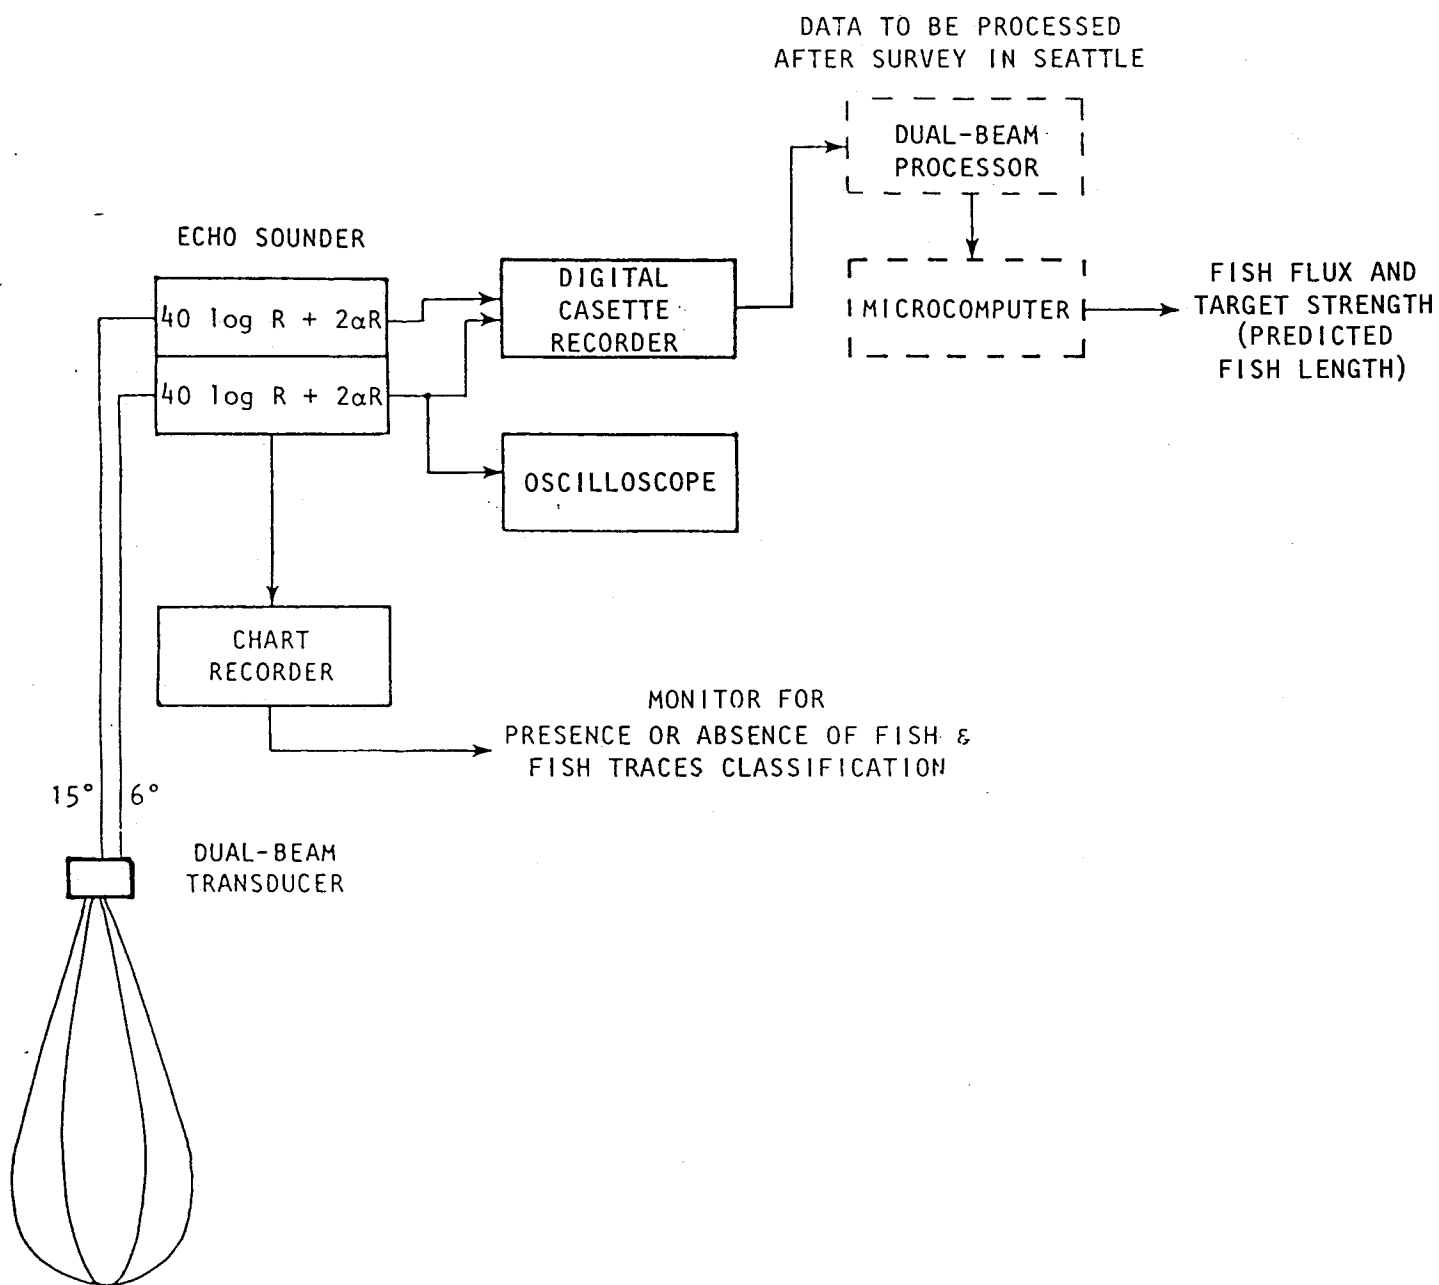 DATA TO BE PROCESSED
AFTER SURVEY IN SEATTLE
DUAL-BEAM
PROCESSOR
ECHO SOUNDER
40 log R + 2αR
40 log R + 2αR
DIGITAL
CASETTE
RECORDER
MICROCOMPUTER
FISH FLUX AND
TARGET STRENGTH
(PREDICTED
FISH LENGTH)
OSCILLOSCOPE
CHART
RECORDER
MONITOR FOR
PRESENCE OR ABSENCE OF FISH &
FISH TRACES CLASSIFICATION
15° 6°
DUAL-BEAM
TRANSDUCER